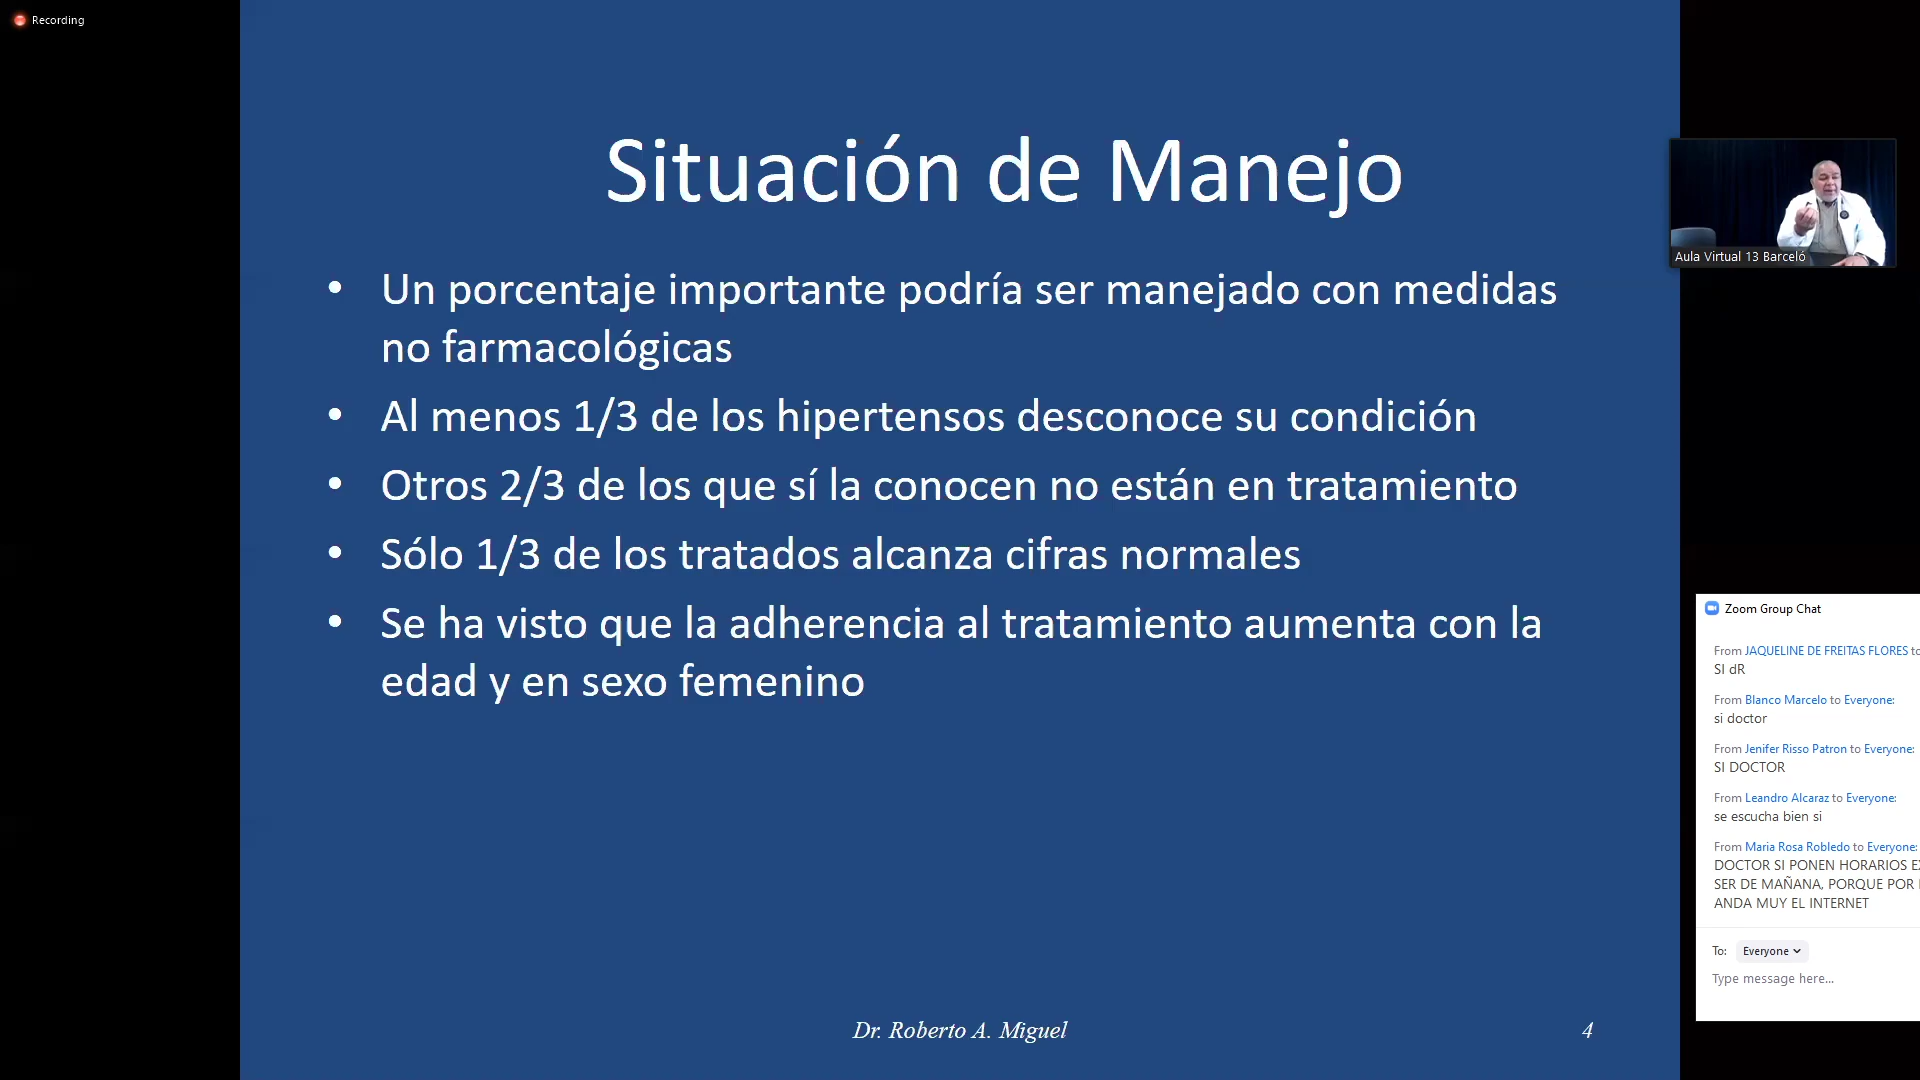 Recording
Situación de Manejo
• Un porcentaje importante podría ser manejado con medidas
no farmacológicas
• Al menos 1/3 de los hipertensos desconoce su condición
• Otros 2/3 de los que sí la conocen no están en tratamiento
• Sólo 1/3 de los tratados alcanza cifras normales
• Se ha visto que la adherencia al tratamiento aumenta con la
edad y en sexo femenino
Dr. Roberto A. Miguel
4
Aula Virtual 13 Barceló
Zoom Group Chat
From JAQUELINE DE FREITAS FLORES to
SI dR
From Blanco Marcelo to Everyone:
si doctor
From Jenifer Risso Patron to Everyone:
SI DOCTOR
From Leandro Alcaraz to Everyone:
se escucha bien si
From Maria Rosa Robledo to Everyone:
DOCTOR SI PONEN HORARIOS
SER DE MAÑANA, PORQUE POR
ANDA MUY EL INTERNET
To: Everyone
Type message here...